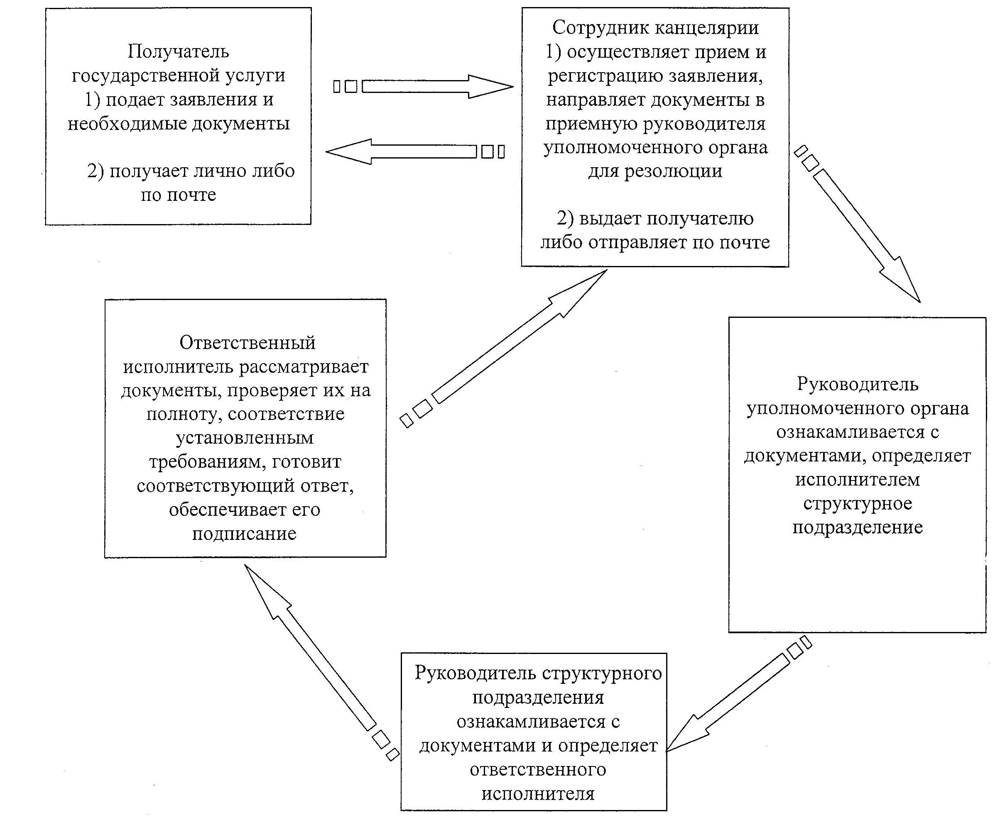 Получатель
государственной услуги
1) подает заявления и
необходимые документы
2) получает лично либо
по почте
Сотрудник канцелярии
1) осуществляет прием и
регистрацию заявления,
направляет документы в
приемную руководителя
уполномоченного органа
для резолюции
2) выдает получателю
либо отправляет по почте
Ответственный
исполнитель рассматривает
документы, проверяет их на
полноту, соответствие
установленным
требованиям, готовит
соответствующий ответ,
обеспечивает его
подписание
Руководитель
уполномоченного органа
ознакамливается с
документами, определяет
исполнителем
структурное
подразделение
Руководитель структурного
подразделения
ознакамливается с
документами и определяет
ответственного
исполнителя